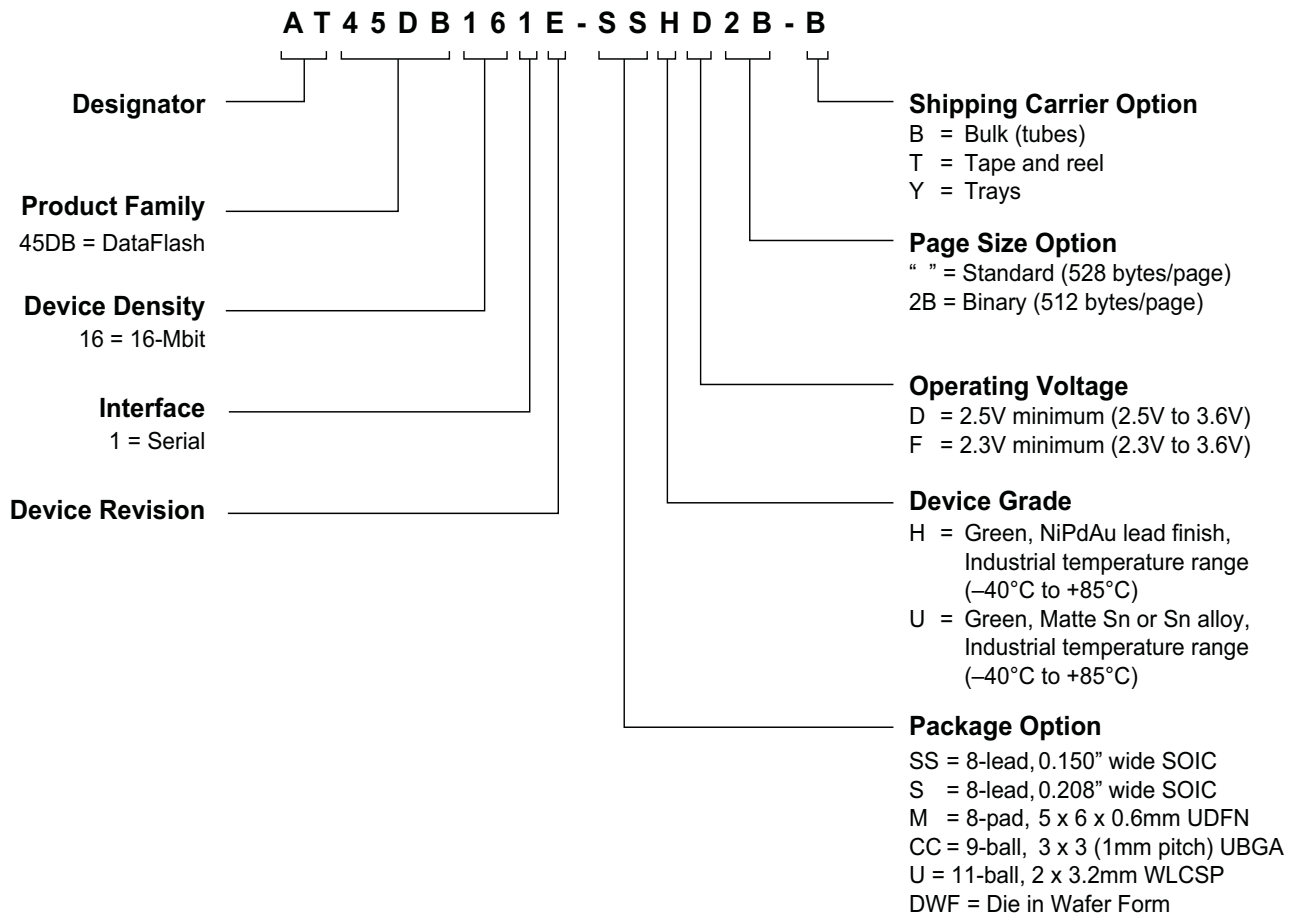 AT45DB161E-SSHD2B-B
Designator
Product Family
45DB = DataFlash
Device Density
16 = 16-Mbit
Interface
1 = Serial
Device Revision
Shipping Carrier Option
B = Bulk (tubes)
T = Tape and reel
Y = Trays
Page Size Option
“ ” = Standard (528 bytes/page)
2B = Binary (512 bytes/page)
Operating Voltage
D = 2.5V minimum (2.5V to 3.6V)
F = 2.3V minimum (2.3V to 3.6V)
Device Grade
H = Green, NiPdAu lead finish,
Industrial temperature range
(–40°C to +85°C)
U = Green, Matte Sn or Sn alloy,
Industrial temperature range
(–40°C to +85°C)
Package Option
SS = 8-lead, 0.150” wide SOIC
S = 8-lead, 0.208” wide SOIC
M = 8-pad, 5 x 6 x 0.6mm UDFN
CC = 9-ball, 3 x 3 (1mm pitch) UBGA
U = 11-ball, 2 x 3.2mm WLCSP
DWF = Die in Wafer Form